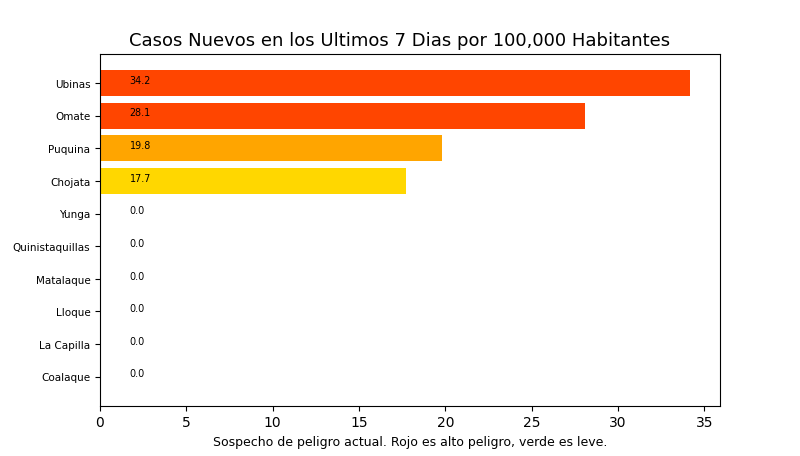 Casos Nuevos en los Ultimos 7 Dias por 100,000 Habitantes
Ubinas 34.2
Omate 28.1
Puquina 19.8
Chojata 17.7
Yunga 0.0
Quinistaquillas 0.0
Matalaque 0.0
Lloque 0.0
La Capilla 0.0
Coalaque 0.0
0 5 10 15 20 25 30 35
Sospecho de peligro actual. Rojo es alto peligro, verde es leve.